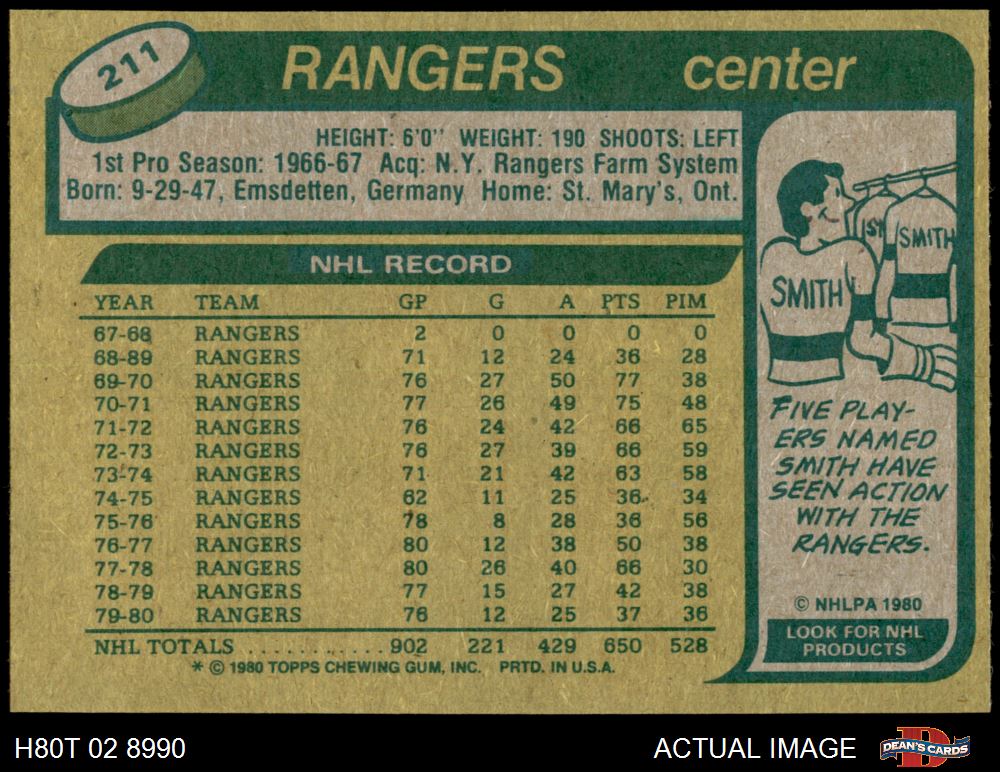 211
RANGERS center
HEIGHT: 6'0" WEIGHT: 190 SHOOTS: LEFT
1st Pro Season: 1966-67 Acq: N.Y. Rangers Farm System
Born: 9-29-47, Emsdetten, Germany Home: St. Mary's, Ont.
NHL RECORD
YEAR TEAM GP G A PTS PIM
67-68 RANGERS 2 0 0 0 0
68-89 RANGERS 71 12 24 36 28
69-70 RANGERS 76 27 50 77 38
70-71 RANGERS 77 26 49 75 48
71-72 RANGERS 76 24 42 66 65
72-73 RANGERS 76 27 39 66 59
73-74 RANGERS 71 21 42 63 58
74-75 RANGERS 62 11 25 36 34
75-76 RANGERS 78 8 28 36 56
76-77 RANGERS 80 12 38 50 38
77-78 RANGERS 80 26 40 66 30
78-79 RANGERS 77 15 27 42 38
79-80 RANGERS 76 12 25 37 36
NHL TOTALS ............ 902 221 429 650 528
* © 1980 TOPPS CHEWING GUM, INC. PRTD. IN U.S.A.
SMITH
SMITH
FIVE PLAY-
ERS NAMED
SMITH HAVE
SEEN ACTION
WITH THE
RANGERS.
© NHLPA 1980
LOOK FOR NHL
PRODUCTS
H80T 02 8990 ACTUAL IMAGE DEAN'S CARDS